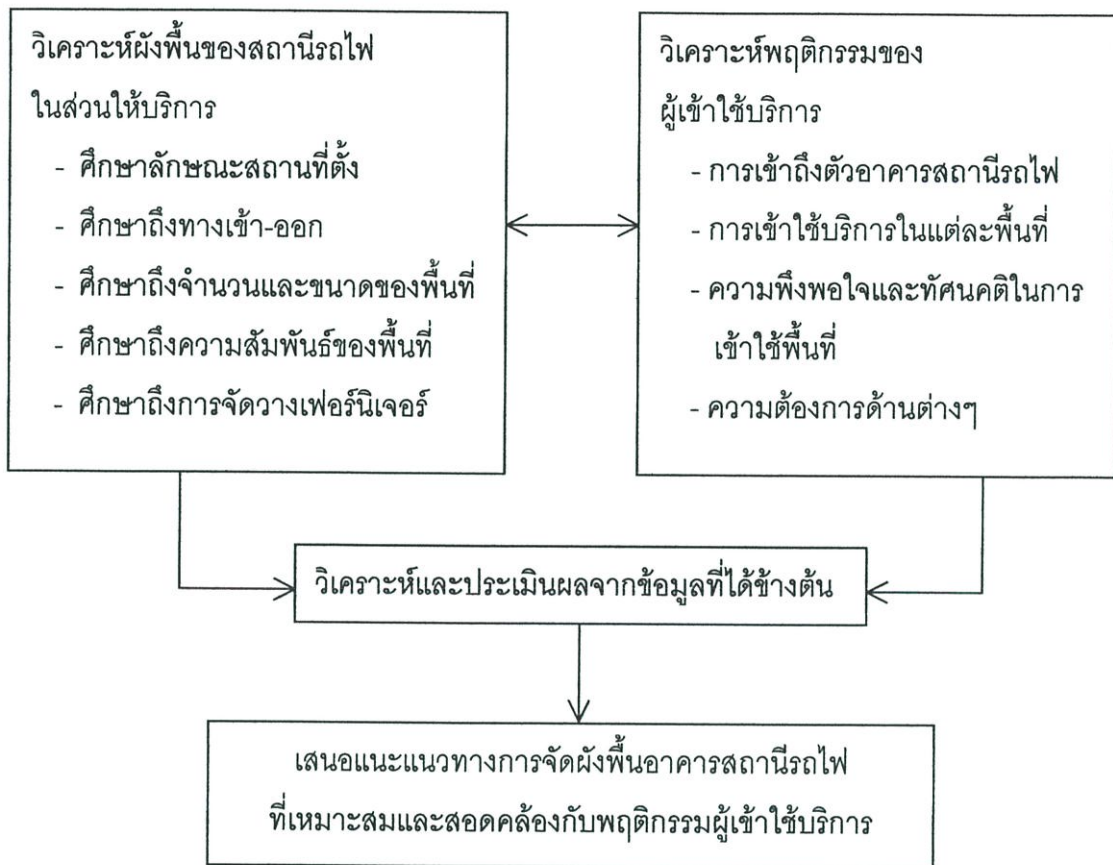 วิเคราะห์ผังพื้นของสถานีรถไฟ
ในส่วนให้บริการ
- ศึกษาลักษณะสถานที่ตั้ง
- ศึกษาถึงทางเข้า-ออก
- ศึกษาถึงจำนวนและขนาดของพื้นที่
- ศึกษาถึงความสัมพันธ์ของพื้นที่
- ศึกษาถึงการจัดวางเฟอร์นิเจอร์
วิเคราะห์พฤติกรรมของ
ผู้เข้าใช้บริการ
- การเข้าถึงตัวอาคารสถานีรถไฟ
- การเข้าใช้บริการในแต่ละพื้นที่
- ความพึงพอใจและทัศนคติในการ
เข้าใช้พื้นที่
- ความต้องการด้านต่างๆ
วิเคราะห์และประเมินผลจากข้อมูลที่ได้ข้างต้น
เสนอแนะแนวทางการจัดผังพื้นอาคารสถานีรถไฟ
ที่เหมาะสมและสอดคล้องกับพฤติกรรมผู้เข้าใช้บริการ